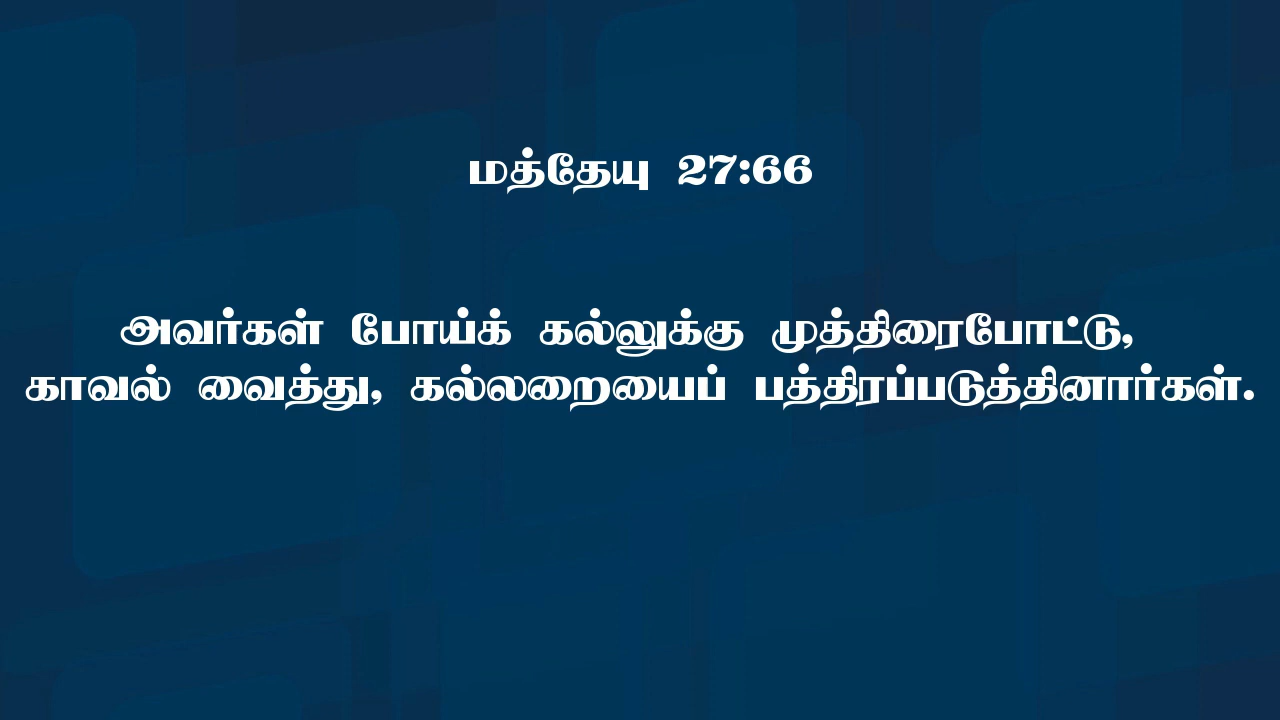 மத்தேயு 27:66
அவர்கள் போய்க் கல்லுக்கு முத்திரைபோட்டு,
காவல் வைத்து, கல்லறையைப் பத்திரப்படுத்தினார்கள்.